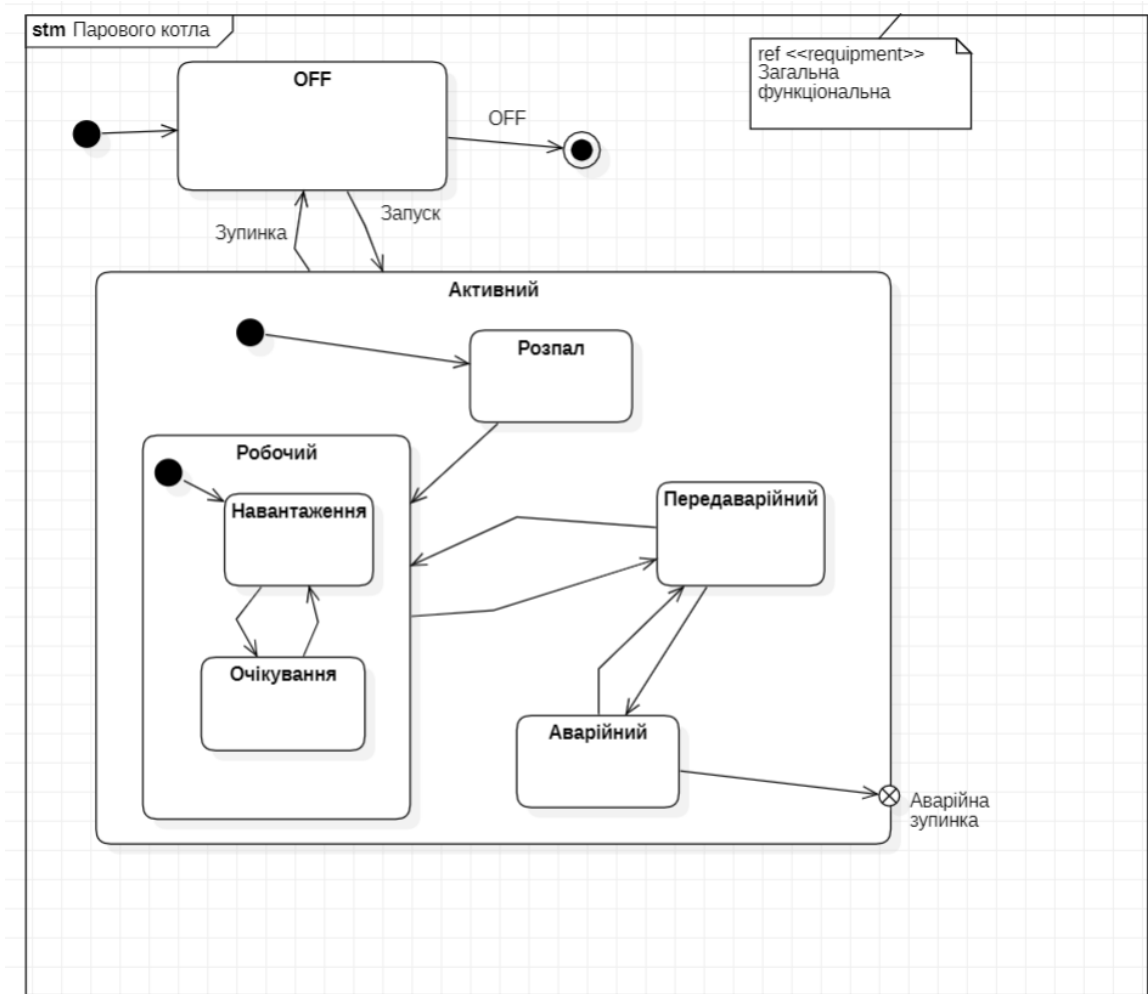 stm Парового котла
ref <<requipment>>
Загальна
функціональна
OFF
OFF
Запуск
Зупинка
Активний
Розпал
Робочий
Навантаження
Передаварійний
Очікування
Аварійний
Аварійна
зупинка